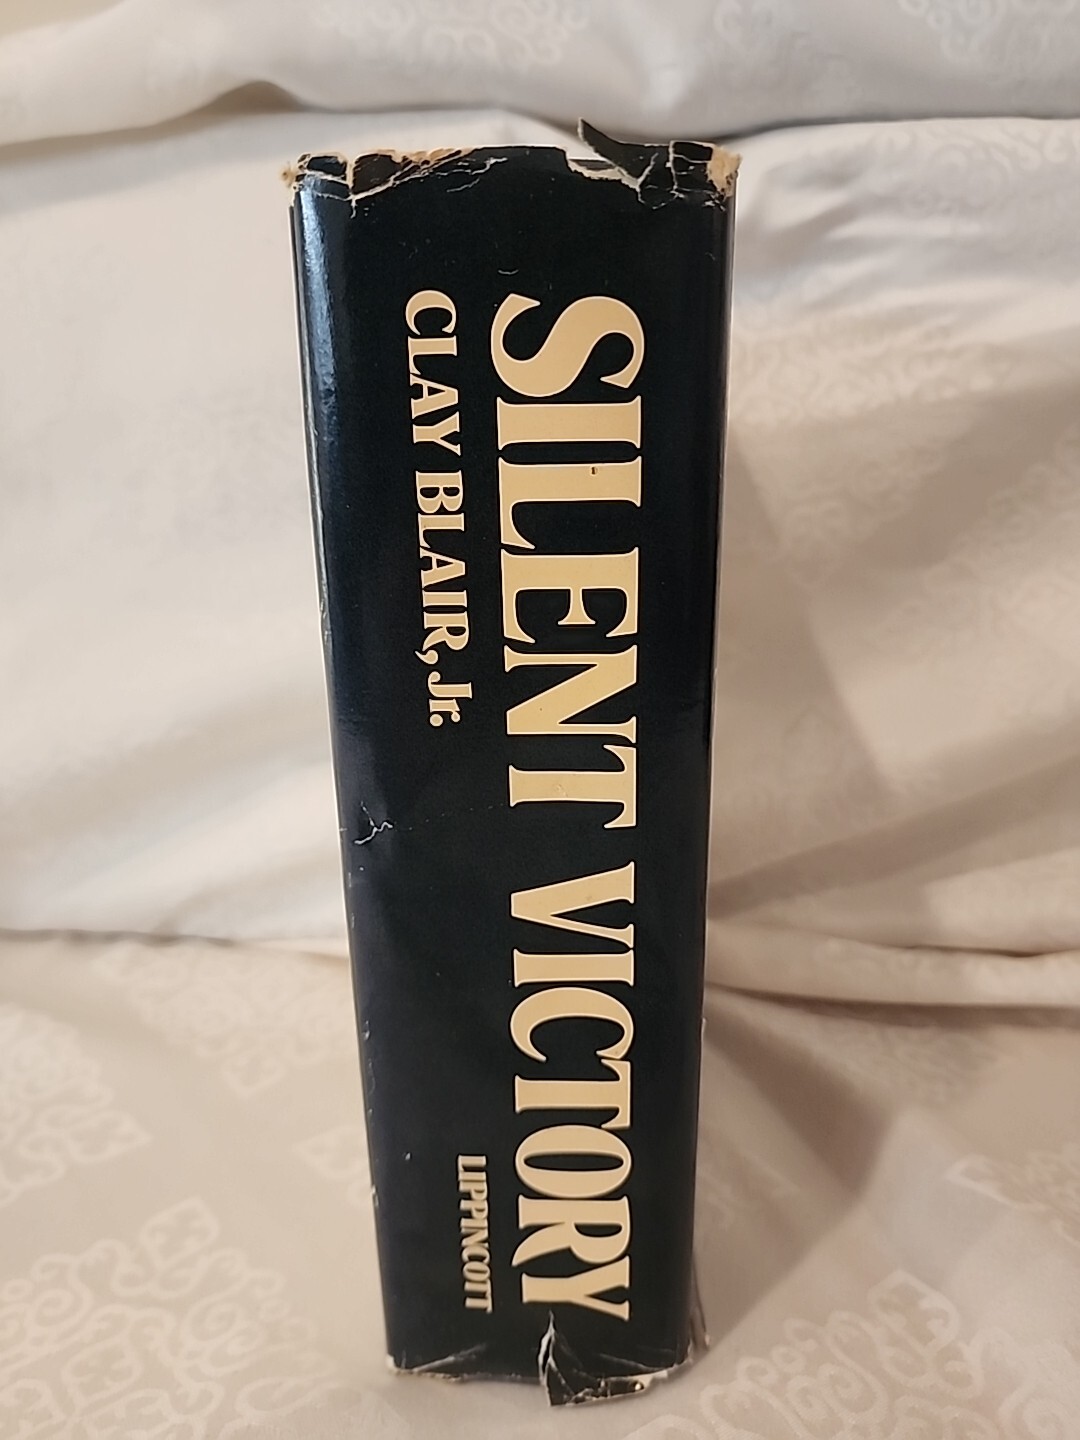 SILENT VICTORY
CLAY BLAIR, Jr.
LIPPINCOTT